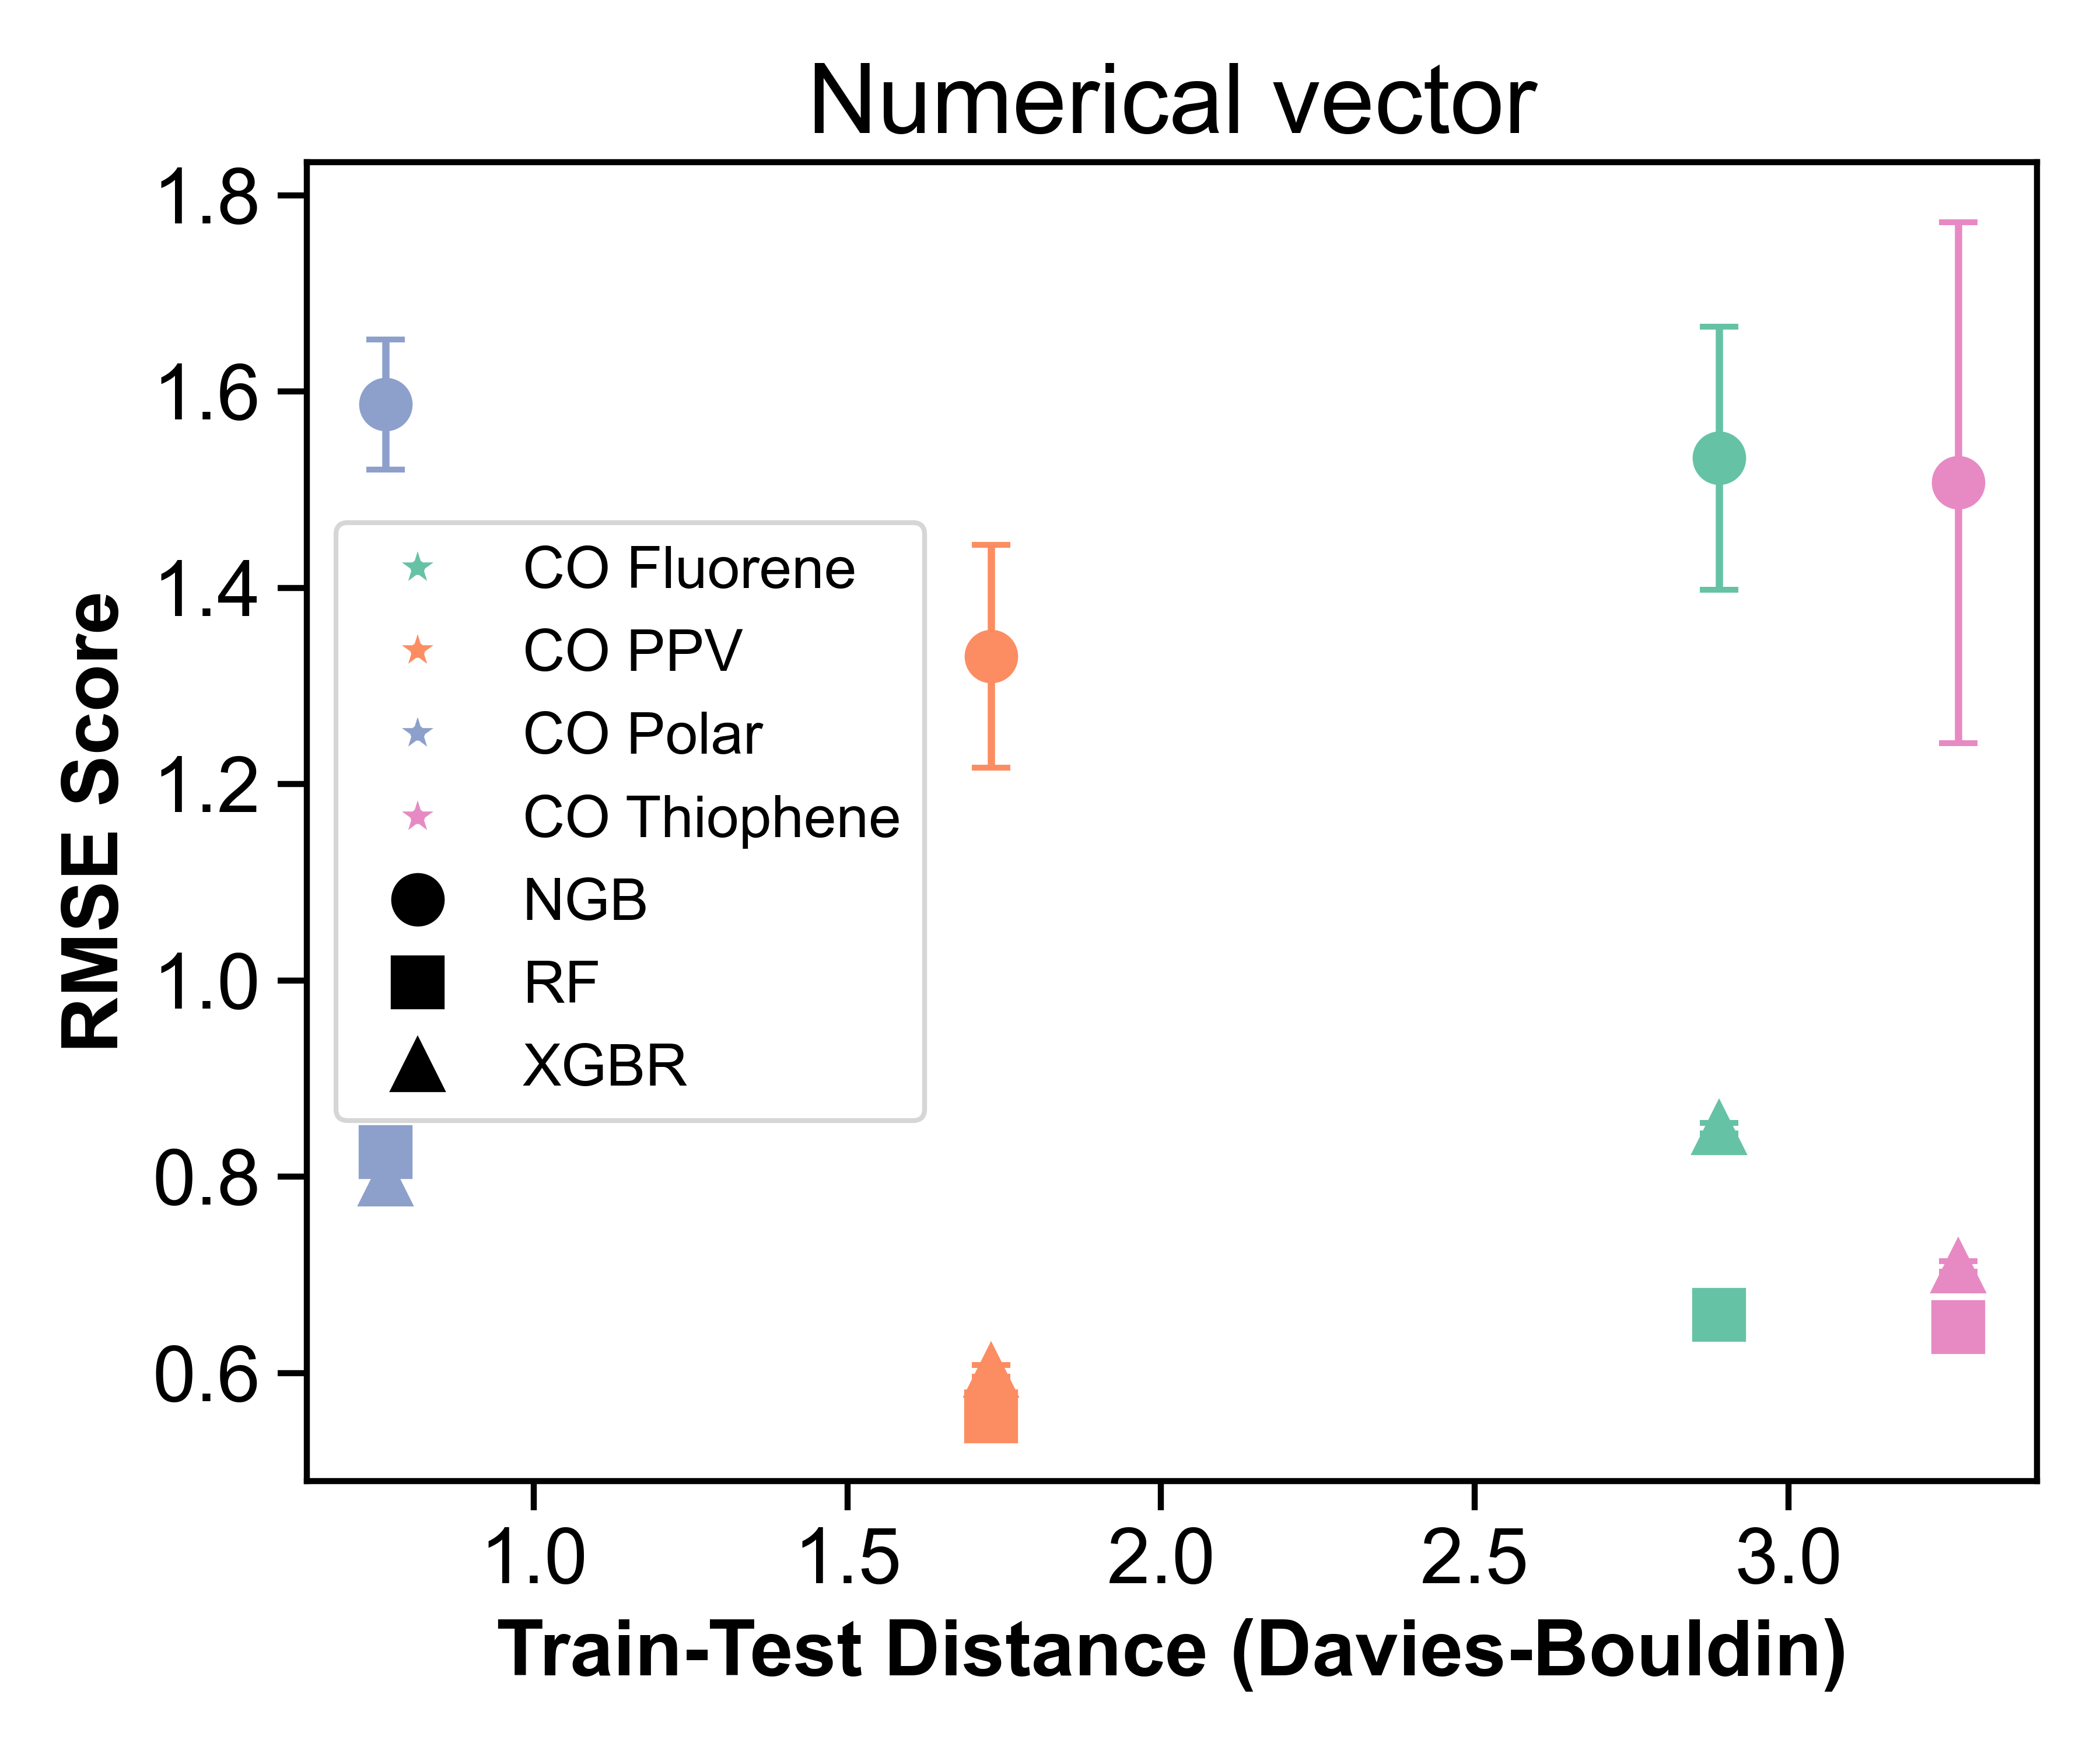 Numerical vector
1.8
1.6
1.4
1.2
1.0
0.8
0.6
RMSE Score
CO Fluorene
CO PPV
CO Polar
CO Thiophene
NGB
RF
XGBR
1.0 1.5 2.0 2.5 3.0
Train-Test Distance (Davies-Bouldin)